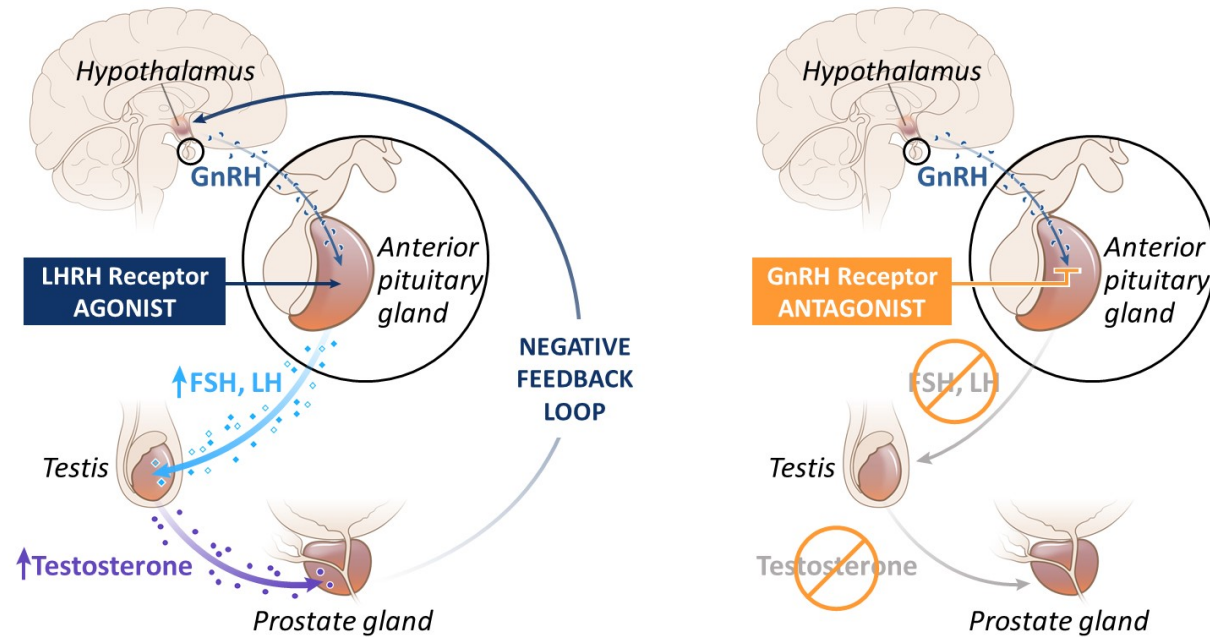 Hypothalamus
GnRH
Anterior
pituitary
gland
LHRH Receptor
AGONIST
NEGATIVE
FEEDBACK
LOOP
FSH, LH
Testis
Testosterone
Prostate gland
Hypothalamus
GnRH
Anterior
pituitary
gland
GnRH Receptor
ANTAGONIST
FSH, LH
Testis
Testosterone
Prostate gland